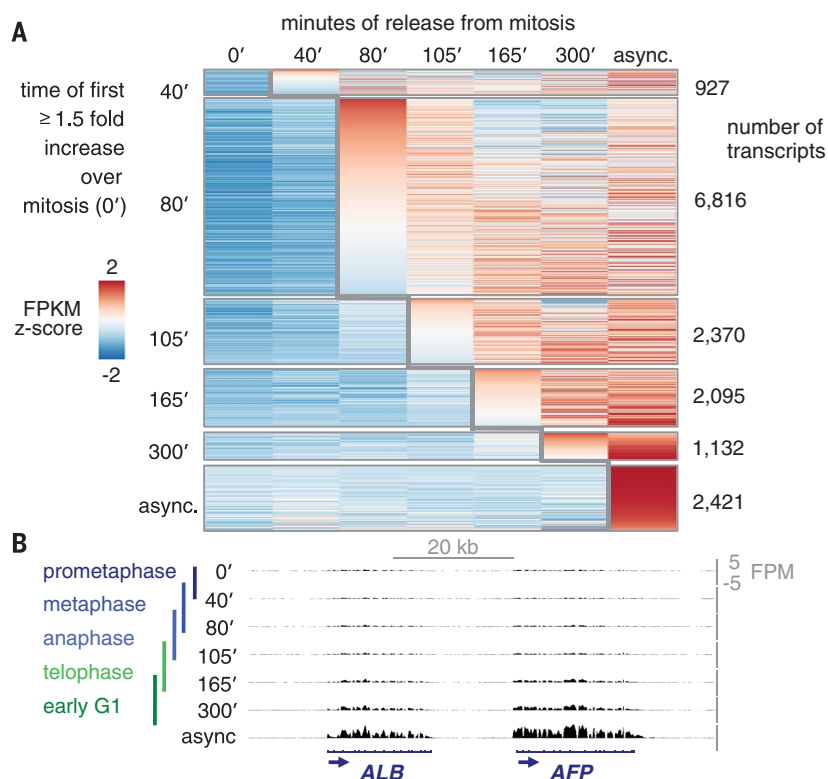 A
minutes of release from mitosis
0′ 40′ 80′ 105′ 165′ 300′ async.
time of first
≥ 1.5 fold
increase
over
mitosis (0′)
40′
80′
105′
165′
300′
async.
927
number of
transcripts
6,816
2,370
2,095
1,132
2,421
2
FPKM
z-score
-2
B
20 kb
5
-5
FPM
prometaphase
metaphase
anaphase
telophase
early G1
0′
40′
80′
105′
165′
300′
async
ALB AFP